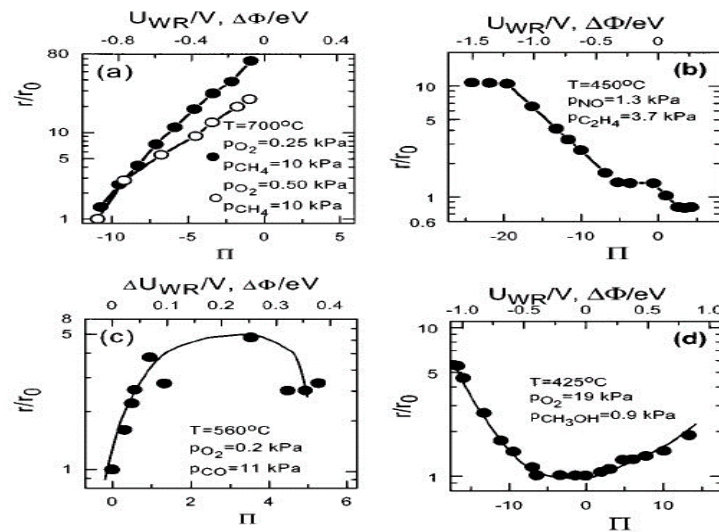 U_WR/V, ΔΦ/eV
-0.8 -0.4 0 0.4
80
(a)
10
5
1
r/r₀
T=700°C
p_O₂=0.25 kPa
p_CH₄=10 kPa
p_O₂=0.50 kPa
p_CH₄=10 kPa
-10 -5 0 5
Π
U_WR/V, ΔΦ/eV
-1.5 -1.0 -0.5 0
(b)
10
1
0.6
r/r₀
T=450°C
p_NO=1.3 kPa
p_C₂H₄=3.7 kPa
-20 -10 0
Π
ΔU_WR/V, ΔΦ/eV
0 0.1 0.2 0.3 0.4
8
5
1
(c)
r/r₀
T=560°C
p_O₂=0.2 kPa
p_CO=11 kPa
0 2 4 6
Π
U_WR/V, ΔΦ/eV
-1.0 -0.5 0.0 0.5 1.0
10
5
1
(d)
r/r₀
T=425°C
p_O₂=19 kPa
p_CH₃OH=0.9 kPa
-10 0 10
Π